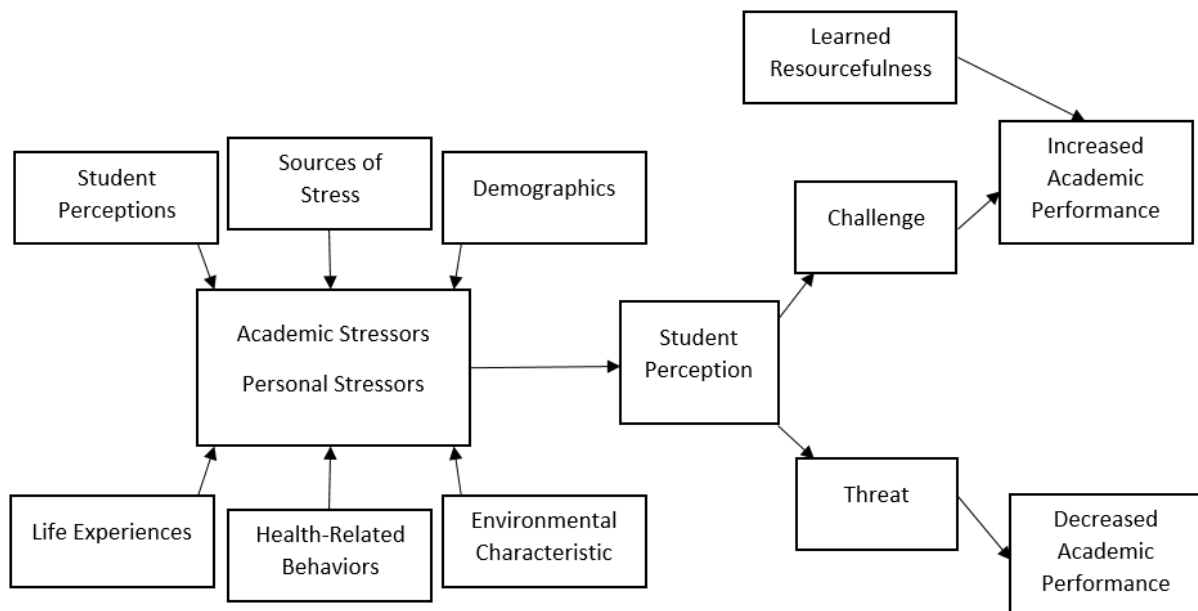 Learned
Resourcefulness
Increased
Academic
Performance
Student
Perceptions
Sources of
Stress
Demographics
Challenge
Academic Stressors
Personal Stressors
Student
Perception
Life Experiences
Health-Related
Behaviors
Environmental
Characteristic
Threat
Decreased
Academic
Performance